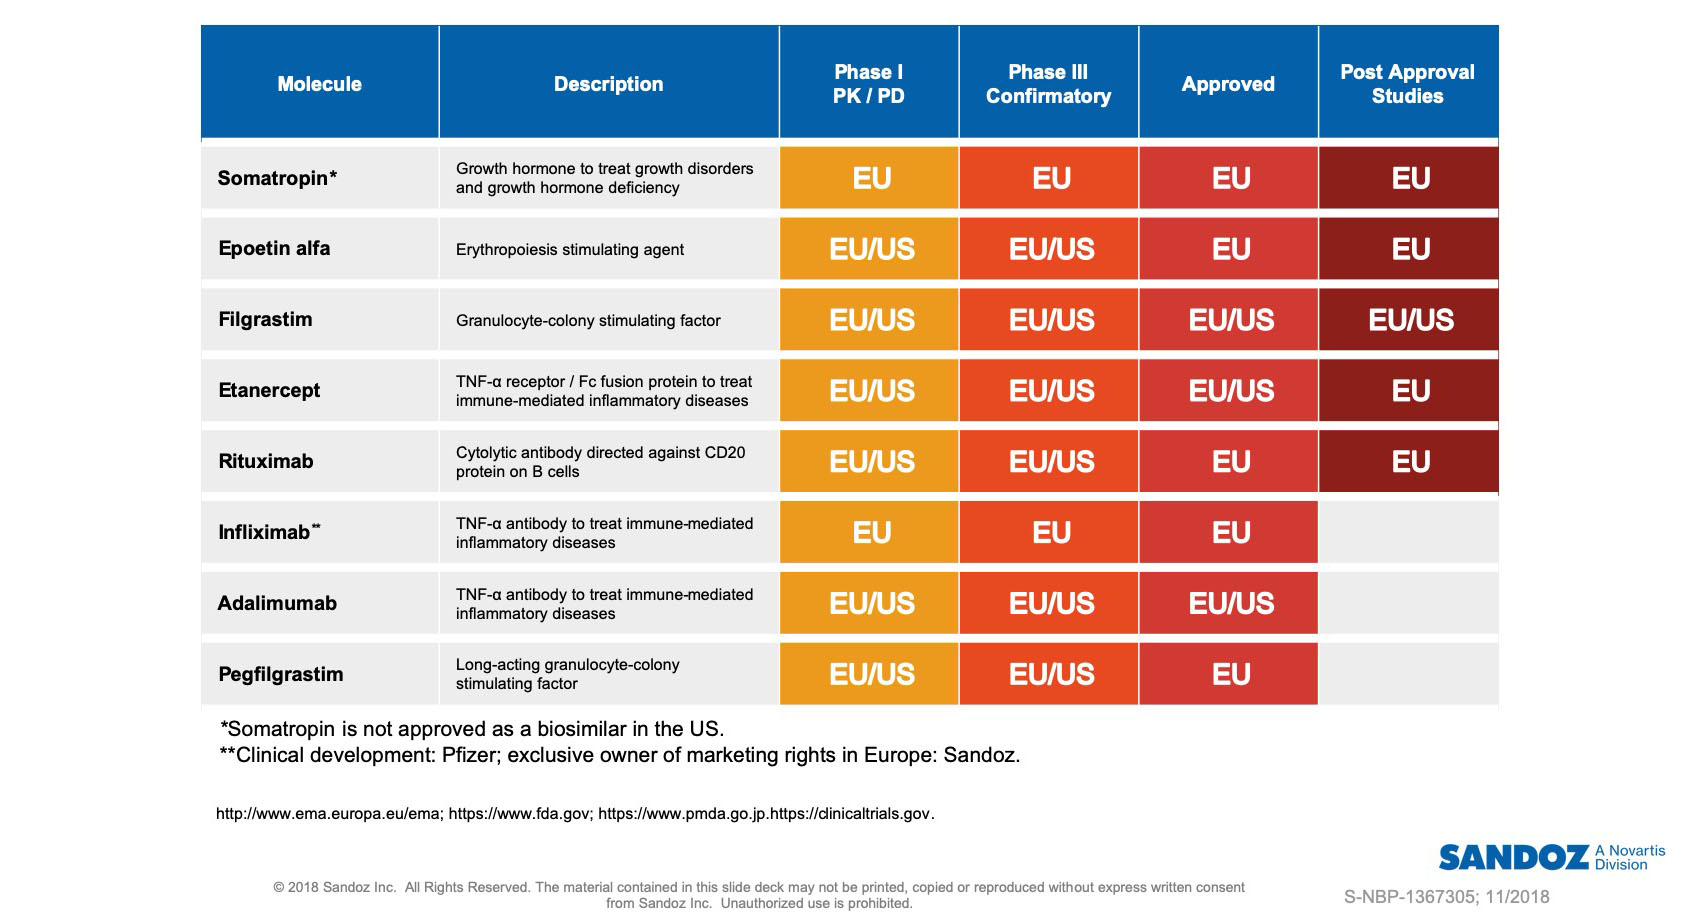 Molecule
Description
Phase I
PK / PD
Phase III
Confirmatory
Approved
Post Approval
Studies
Somatropin*
Growth hormone to treat growth disorders
and growth hormone deficiency
EU
EU
EU
EU
Epoetin alfa
Erythropoiesis stimulating agent
EU/US
EU/US
EU
EU
Filgrastim
Granulocyte-colony stimulating factor
EU/US
EU/US
EU/US
EU/US
Etanercept
TNF-α receptor / Fc fusion protein to treat
immune-mediated inflammatory diseases
EU/US
EU/US
EU/US
EU
Rituximab
Cytolytic antibody directed against CD20
protein on B cells
EU/US
EU/US
EU
EU
Infliximab**
TNF-α antibody to treat immune-mediated
inflammatory diseases
EU
EU
EU
Adalimumab
TNF-α antibody to treat immune-mediated
inflammatory diseases
EU/US
EU/US
EU/US
Pegfilgrastim
Long-acting granulocyte-colony
stimulating factor
EU/US
EU/US
EU
*Somatropin is not approved as a biosimilar in the US.
**Clinical development: Pfizer; exclusive owner of marketing rights in Europe: Sandoz.
http://www.ema.europa.eu/ema; https://www.fda.gov; https://www.pmda.go.jp.https://clinicaltrials.gov.
SANDOZ A Novartis
Division
© 2018 Sandoz Inc. All Rights Reserved. The material contained in this slide deck may not be printed, copied or reproduced without express written consent
from Sandoz Inc. Unauthorized use is prohibited.
S-NBP-1367305; 11/2018